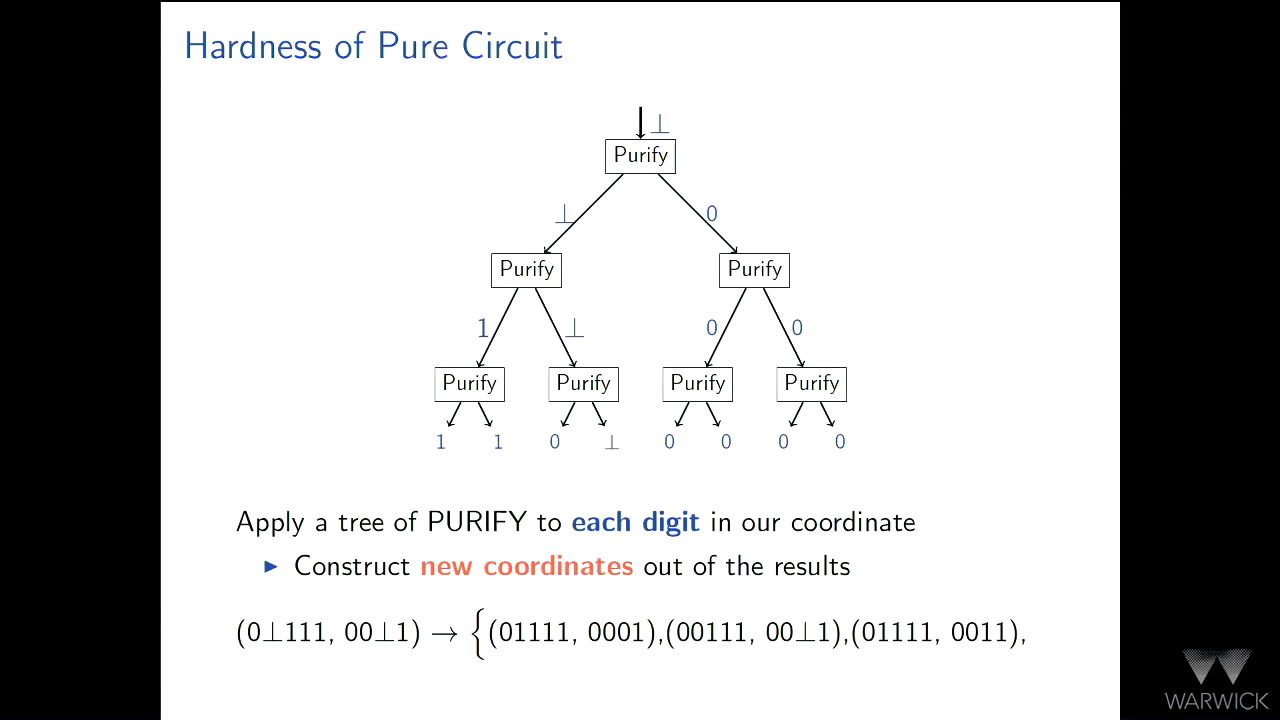 Hardness of Pure Circuit
⊥
Purify
⊥ 0
Purify Purify
1 ⊥ 0 0
Purify Purify Purify Purify
1 1 0 ⊥ 0 0 0 0
Apply a tree of PURIFY to each digit in our coordinate
▶ Construct new coordinates out of the results
(0⊥111, 00⊥1) → {(01111, 0001),(00111, 00⊥1),(01111, 0011),
WARWICK